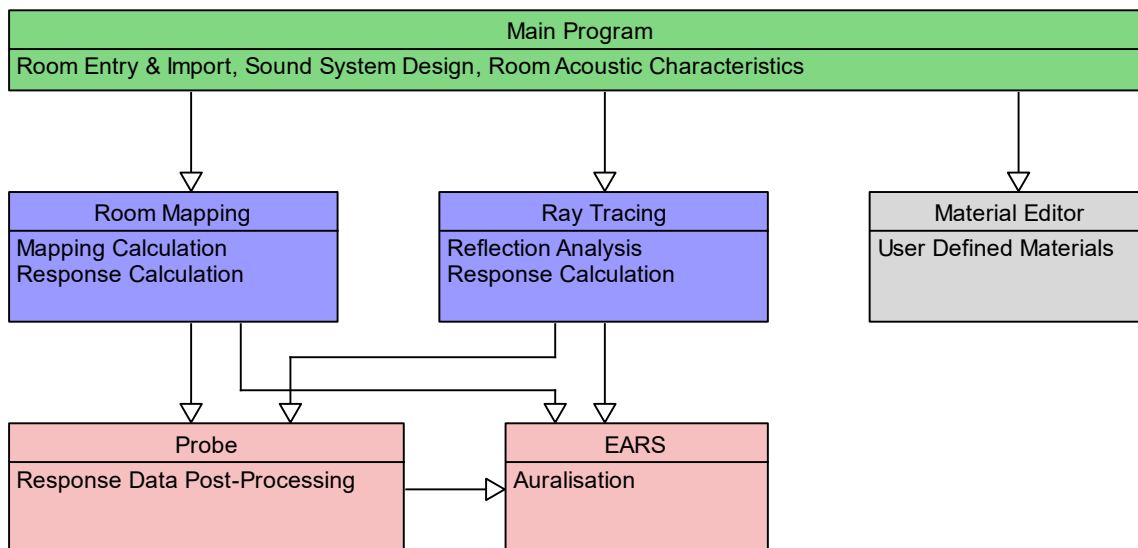 Main Program
Room Entry & Import, Sound System Design, Room Acoustic Characteristics
Room Mapping
Mapping Calculation
Response Calculation
Ray Tracing
Reflection Analysis
Response Calculation
Material Editor
User Defined Materials
Probe
Response Data Post-Processing
EARS
Auralisation